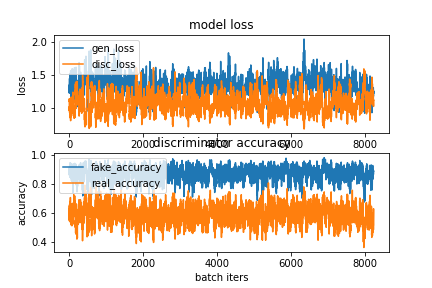 model loss
2.0
1.5
1.0
loss
gen_loss
disc_loss
0 2000 4000 6000 8000
discriminator accuracy
1.0
0.8
0.6
0.4
accuracy
fake_accuracy
real_accuracy
0 2000 4000 6000 8000
batch iters